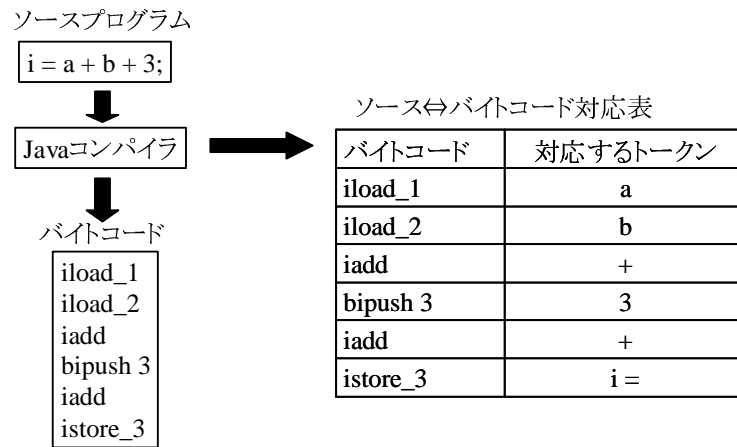 ソースプログラム
i = a + b + 3;
Javaコンパイラ
バイトコード
iload_1
iload_2
iadd
bipush 3
iadd
istore_3
ソース⇔バイトコード対応表
バイトコード 対応するトークン
iload_1 a
iload_2 b
iadd +
bipush 3 3
iadd +
istore_3 i =